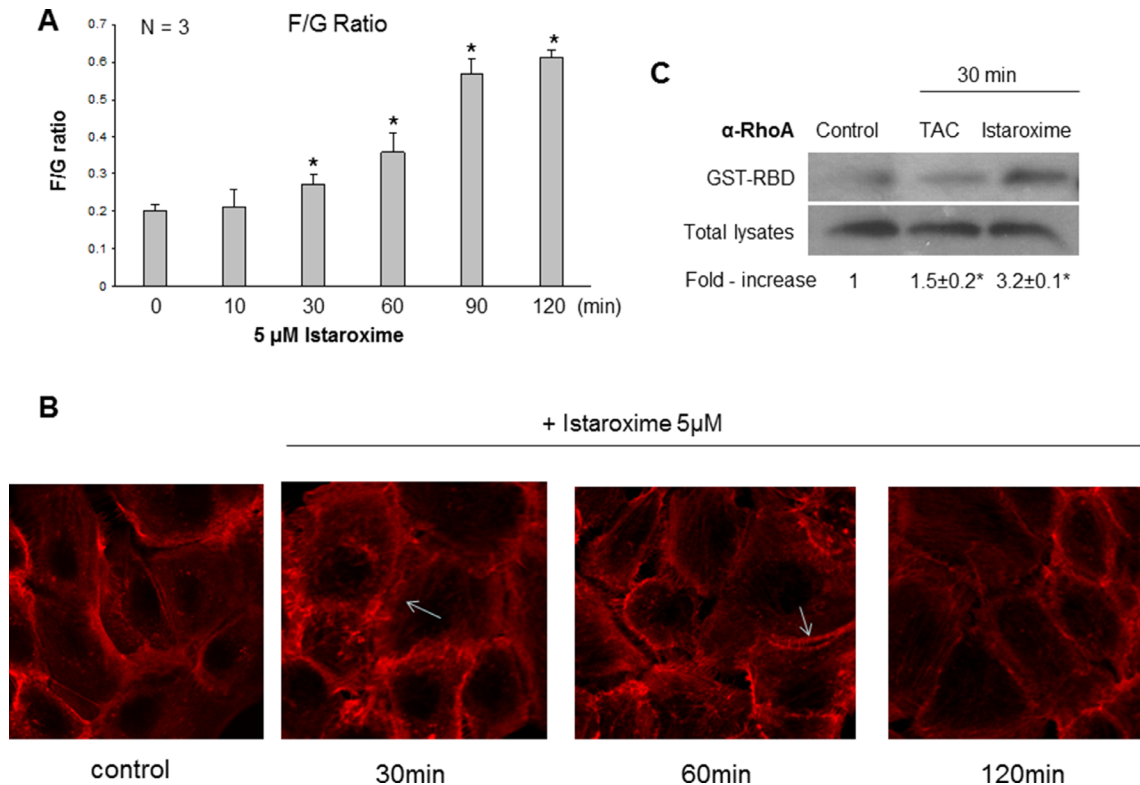 A
N = 3
F/G Ratio
F/G ratio
0.7
0.6
0.5
0.4
0.3
0.2
0.1
0
*
*
*
*
0 10 30 60 90 120 (min)
5 µM Istaroxime
C
30 min
α-RhoA Control TAC Istaroxime
GST-RBD
Total lysates
Fold - increase 1 1.5±0.2* 3.2±0.1*
B
+ Istaroxime 5µM
control 30min 60min 120min